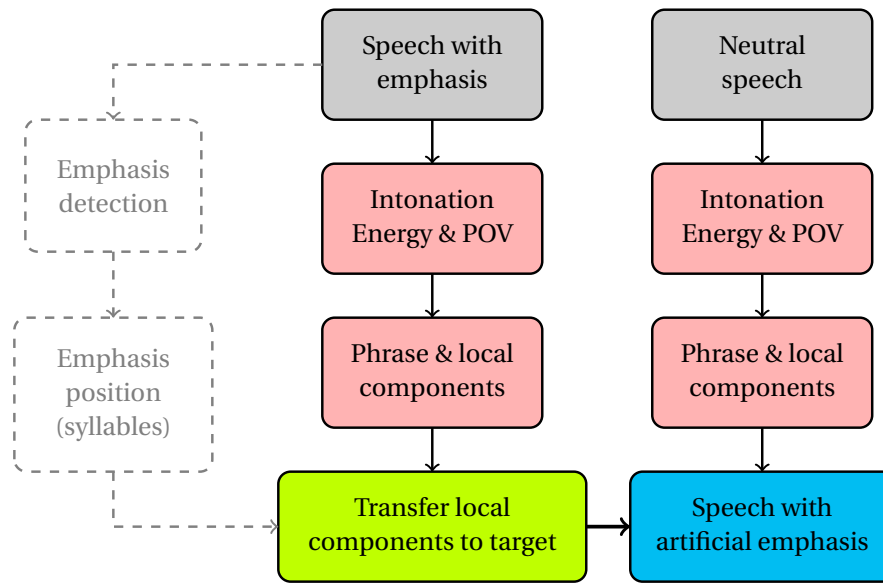 Speech with
emphasis
Neutral
speech
Emphasis
detection
Intonation
Energy & POV
Intonation
Energy & POV
Emphasis
position
(syllables)
Phrase & local
components
Phrase & local
components
Transfer local
components to target
Speech with
artificial emphasis